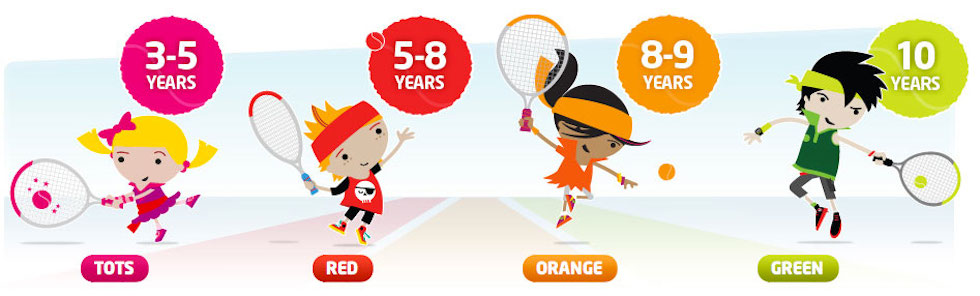 3-5
YEARS
5-8
YEARS
8-9
YEARS
10
YEARS
TOTS
RED
ORANGE
GREEN